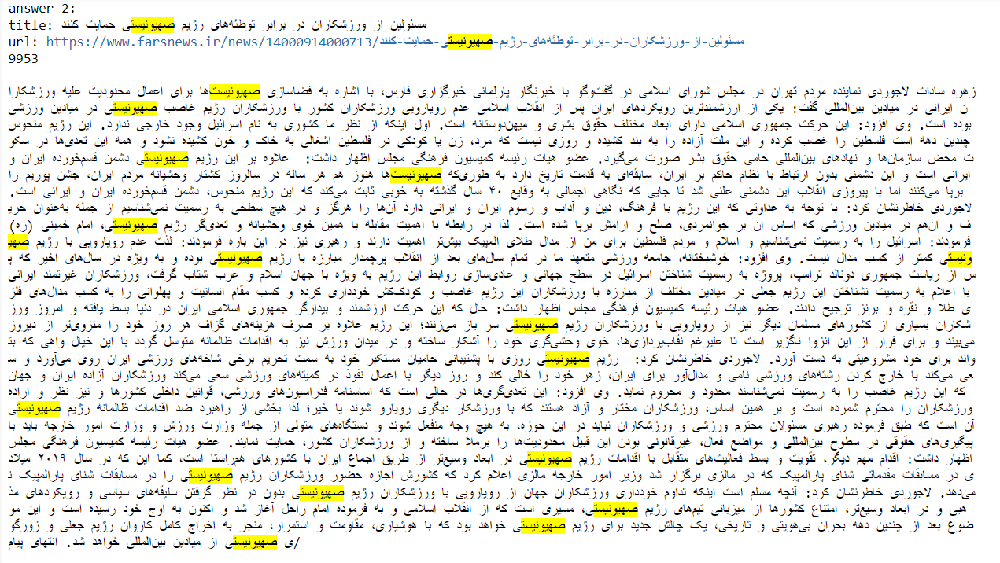 answer 2:
title: مسئولین از ورزشکاران در برابر توطئه‌های رژیم صهیونیستی حمایت کنند
url: https://www.farsnews.ir/news/14000914000713/مسئولین-از-ورزشکاران-در-برابر-توطئه‌های-رژیم-صهیونیستی-حمایت-کنند
9953
زهره سادات لاجوردی نماینده مردم تهران در مجلس شورای اسلامی در گفت‌وگو با خبرنگار پارلمانی خبرگزاری فارس، با اشاره به فضاسازی صهیونیست‌ها برای اعمال محدودیت علیه ورزشکارا
ن ایرانی در میادین بین‌المللی گفت: یکی از ارزشمندترین رویکردهای ایران پس از انقلاب اسلامی عدم رویارویی ورزشکاران کشور با ورزشکاران رژیم غاصب صهیونیستی در میادین ورزشی
بوده است. وی افزود: این حرکت جمهوری اسلامی دارای ابعاد مختلف حقوق بشری و میهن‌دوستانه است. اول اینکه از نظر ما کشوری به نام اسرائیل وجود خارجی ندارد. این رژیم منحوس
چندین دهه است فلسطین را غصب کرده و این ملت آزاده را به بند کشیده و روزی نیست که مرد، زن یا کودکی در فلسطین اشغالی به خاک و خون کشیده نشود و همه این تعدی‌ها در سکو
ت محض سازمان‌ها و نهادهای بین‌المللی حامی حقوق بشر صورت می‌گیرد. عضو هیات رئیسه کمیسیون فرهنگی مجلس اظهار داشت:  علاوه بر این رژیم صهیونیستی دشمن قسم‌خورده ایران و
ایرانی است و این دشمنی بدون ارتباط با نظام حاکم بر ایران، سابقه‌ای به قدمت تاریخ دارد به طوری‌که صهیونیست‌ها هنوز هم هر ساله در سالروز کشتار وحشیانه مردم ایران، جشن پوریم را
برپا می‌کنند اما با پیروزی انقلاب این دشمنی علنی شد تا جایی که نگاهی اجمالی به وقایع ۴۰ سال گذشته به خوبی ثابت می‌کند که این رژیم منحوس، دشمن قسم‌خورده ایران و ایرانی است.
لاجوردی خاطرنشان کرد: با توجه به عداوتی که این رژیم با فرهنگ، دین و آداب و رسوم ایران و ایرانی دارد آن‌ها را هرگز و در هیچ سطحی به رسمیت نمی‌شناسیم از جمله به‌عنوان حری
ف و آن‌هم در میادین ورزشی که اساس آن بر جوانمردی، صلح و آرامش برپا شده است. لذا در رابطه با اهمیت مقابله با همین خوی وحشیانه و تعدی‌گر رژیم صهیونیستی، امام خمینی (ره)
فرمودند: اسرائیل را به رسمیت نمی‌شناسیم و اسلام و مردم فلسطین برای من از مدال طلای المپیک بیش‌تر اهمیت دارند و رهبری نیز در این باره فرمودند: لذت عدم رویارویی با رژیم صهی
ونیستی کمتر از کسب مدال نیست. وی افزود: خوشبختانه، جامعه ورزشی متعهد ما در تمام سال‌های بعد از انقلاب پرچمدار مبارزه با رژیم صهیونیستی بوده و به ویژه در سال‌های اخیر که پ
س از ریاست جمهوری دونالد ترامپ، پروژه به رسمیت شناختن اسرائیل در سطح جهانی و عادی‌سازی روابط این رژیم به ویژه با جهان اسلام و عرب شتاب گرفت، ورزشکاران غیرتمند ایرانی
با اعلام به رسمیت نشناختن این رژیم جعلی در میادین مختلف از مبارزه با ورزشکاران این رژیم غاصب و کودک‌کش خودداری کرده و کسب مقام انسانیت و پهلوانی را به کسب مدال‌های فلز
ی طلا و نقره و برنز ترجیح دادند. عضو هیات رئیسه کمیسیون فرهنگی مجلس اظهار داشت: حال که این حرکت ارزشمند و بیدارگر جمهوری اسلامی ایران در دنیا بسط یافته و امروز ورز
شکاران بسیاری از کشورهای مسلمان دیگر نیز از رویارویی با ورزشکاران رژیم صهیونیستی سر باز می‌زنند؛ این رژیم علاوه بر صرف هزینه‌های گزاف هر روز خود را منزوی‌تر از دیروز
می‌بیند و برای فرار از این انزوا ناگزیر است تا علیرغم نقاب‌پردازی‌ها، خوی وحشی‌گری خود را آشکار ساخته و در میدان ورزش نیز به اقدامات ظالمانه متوسل گردد با این خیال واهی که بت
واند برای خود مشروعیتی به دست آورد. لاجوردی خاطرنشان کرد:  رژیم صهیونیستی روزی با پشتیبانی حامیان مستکبر خود به سمت تحریم برخی شاخه‌های ورزشی ایران روی می‌آورد و س
عی می‌کند با خارج کردن رشته‌های ورزشی نامی و مدال‌آور برای ایران، زهر خود را خالی کند و روز دیگر با اعمال نفوذ در کمیته‌های ورزشی سعی می‌کند ورزشکاران آزاده ایران و جهان
که این رژیم غاصب را به رسمیت نمی‌شناسند محدود و محروم نماید. وی افزود: این تعدی‌گری‌ها در حالی است که اساسنامه فدراسیون‌های ورزشی، قوانین داخلی کشورها و نیز نظر و اراده
ورزشکاران را محترم شمرده است و بر همین اساس، ورزشکاران مختار و آزاد هستند که با ورزشکار دیگری رویارو شوند یا خیر؛ لذا بخشی از راهبرد ضد اقدامات ظالمانه رژیم صهیونیستی
آن است که طبق فرموده رهبری مسئولان محترم ورزشی و ورزشکاران نباید در این حوزه، به هیچ وجه منفعل شوند و دستگاه‌های متولی از جمله وزارت ورزش و وزارت امور خارجه باید با
پیگیری‌های حقوقی در سطوح بین‌المللی و مواضع فعال، غیرقانونی بودن این قبیل محدودیت‌ها را برملا ساخته و از ورزشکاران کشور، حمایت نمایند. عضو هیات رئیسه کمیسیون فرهنگی مجلس
اظهار داشت: اقدام مهم دیگر، تقویت و بسط فعالیت‌های متقابل با اقدامات رژیم صهیونیستی در ابعاد وسیع‌تر از طریق اجماع ایران با کشورهای هم‌راستا است، کما این که در سال ۲۰۱۹ میلاد
ی در مسابقات مقدماتی شنای پارالمپیک که در مالزی برگزار شد وزیر امور خارجه مالزی اعلام کرد که کشورش اجازه حضور ورزشکاران رژیم صهیونیستی را در مسابقات شنای پارالمپیک ن
می‌دهد. لاجوردی خاطرنشان کرد: آنچه مسلم است اینکه تداوم خودداری ورزشکاران جهان از رویارویی با ورزشکاران رژیم صهیونیستی بدون در نظر گرفتن سلیقه‌های سیاسی و رویکردهای مذ
هبی و در ابعاد وسیع‌تر، امتناع کشورها از میزبانی تیم‌های رژیم صهیونیستی، مسیری است که از انقلاب اسلامی و به فرموده امام راحل آغاز شد و اکنون به اوج خود رسیده است و این مو
ضوع بعد از چندین دهه بحران بی‌هویتی و تاریخی، یک چالش جدید برای رژیم صهیونیستی خواهد بود که با هوشیاری، مقاومت و استمرار، منجر به اخراج کامل کاروان رژیم جعلی و زورگو
ی صهیونیستی از میادین بین‌المللی خواهد شد. انتهای پیام/